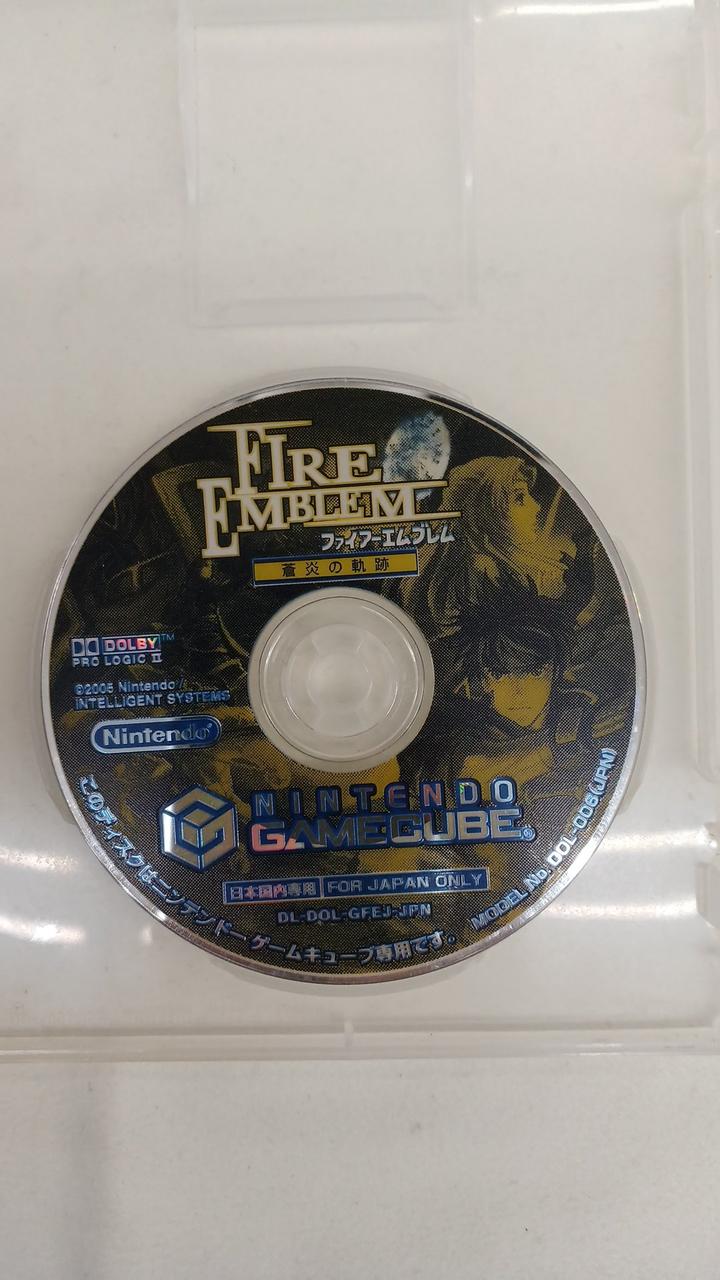 FIRE
EMBLEM
ファイアーエムブレム
蒼炎の軌跡
DOLBY™
PRO LOGIC II
©2005 Nintendo/
INTELLIGENT SYSTEMS
Nintendo®
NINTENDO
GAMECUBE®
日本国内専用 FOR JAPAN ONLY
DL-DOL-GFEJ-JPN
このディスクはニンテンドーゲームキューブ専用です。
MODEL No. DOL-006(JPN)